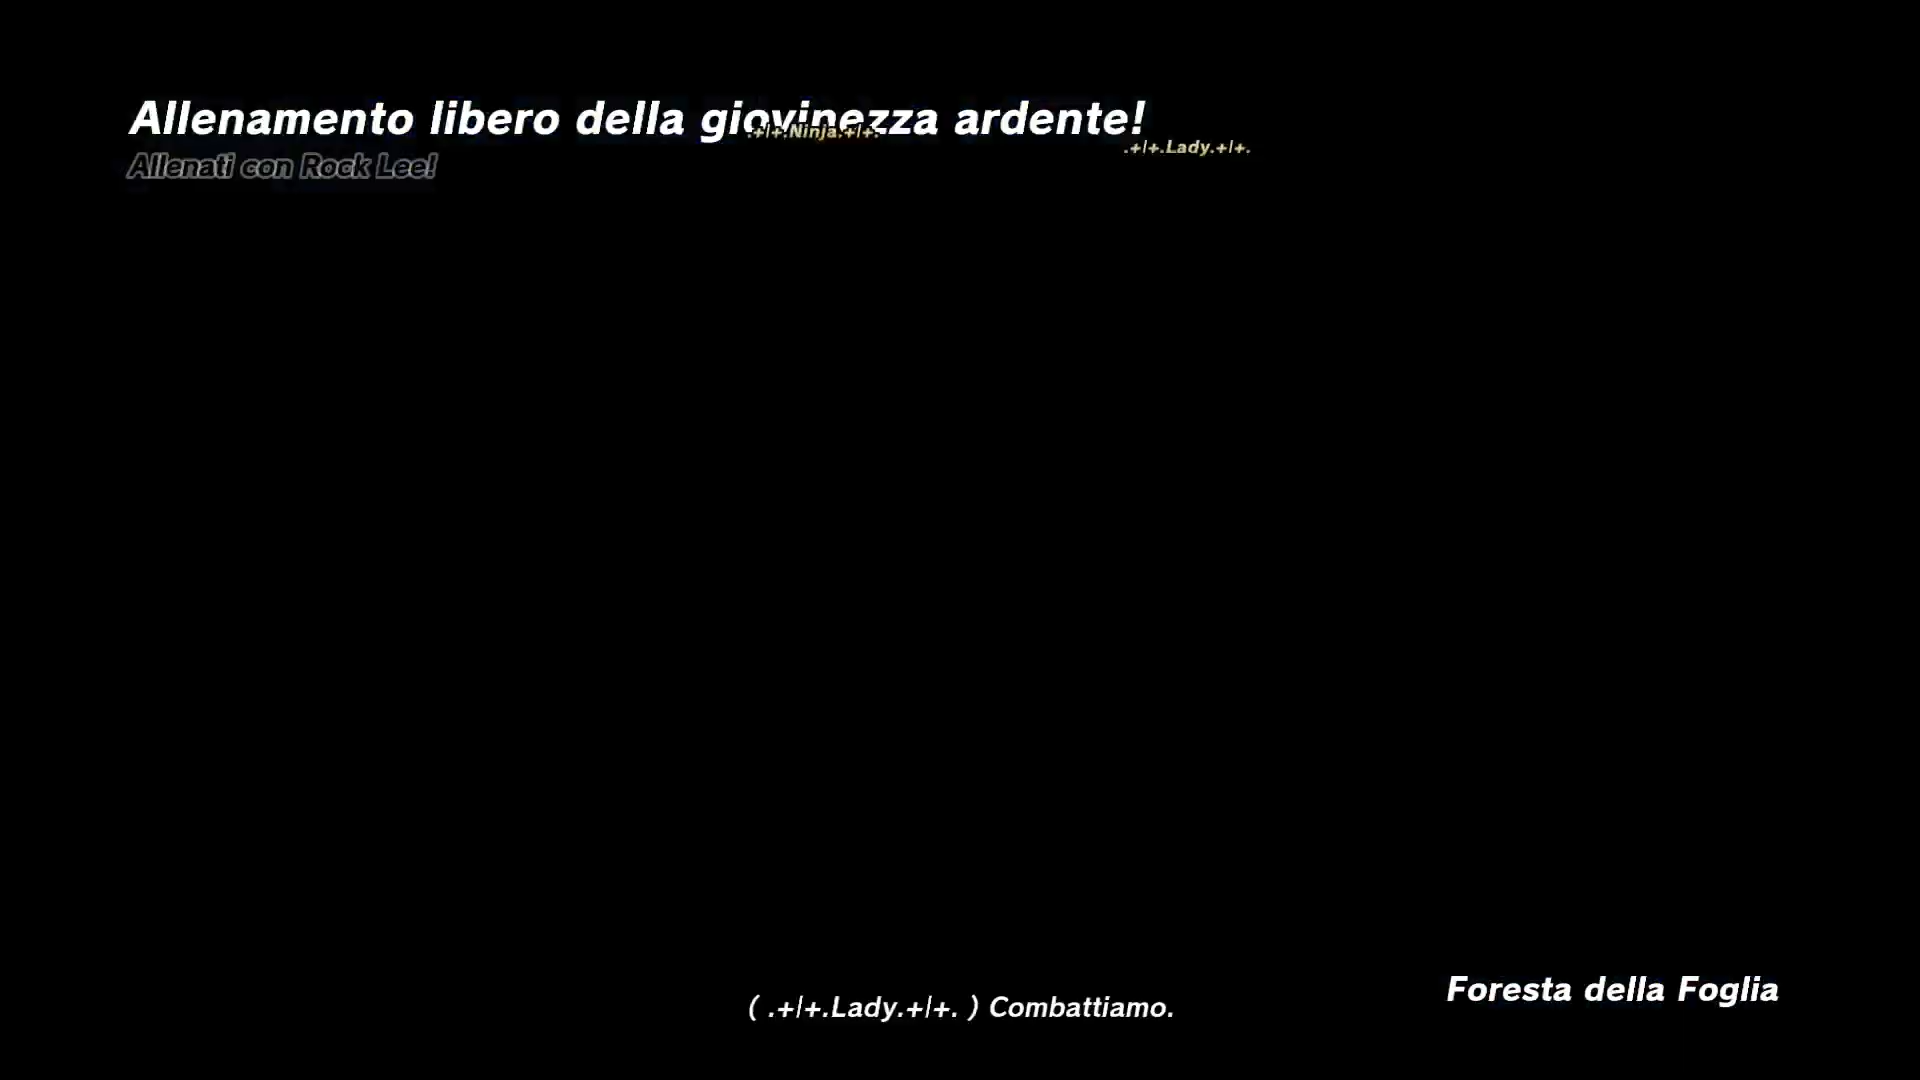 Allenamento libero della giovinezza ardente!
.+|+.Ninja.+|+.
.+|+.Lady.+|+.
Allenati con Rock Lee!
Foresta della Foglia
( .+|+.Lady.+|+. ) Combattiamo.